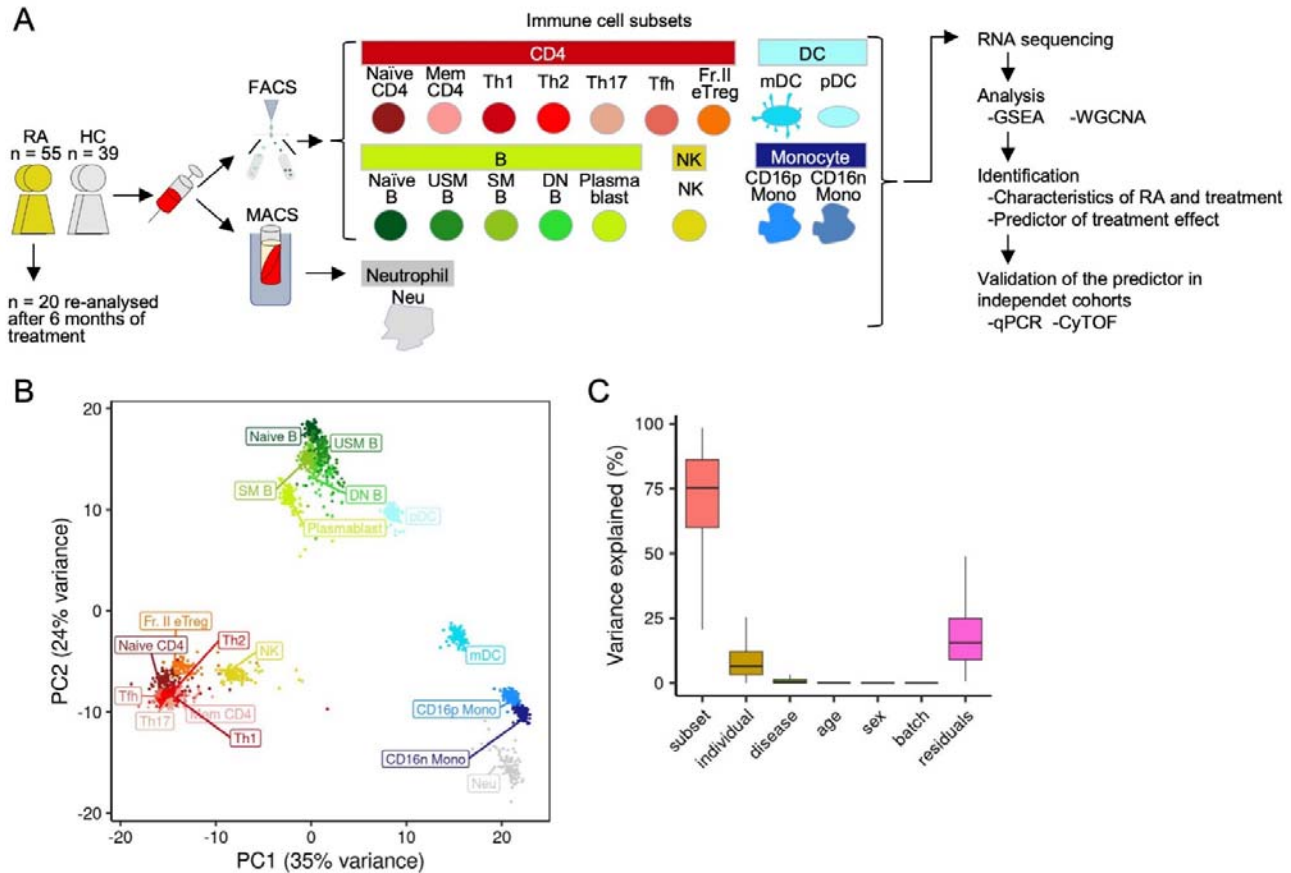 A
Immune cell subsets
RA
n = 55
HC
n = 39
n = 20 re-analysed
after 6 months of
treatment
FACS
MACS
CD4
Naïve
CD4
Mem
CD4
Th1
Th2
Th17
Tfh
Fr.II
eTreg
DC
mDC
pDC
B
Naïve
B
USM
B
SM
B
DN
B
Plasma
blast
NK
NK
Monocyte
CD16p
Mono
CD16n
Mono
Neutrophil
Neu
RNA sequencing
Analysis
-GSEA -WGCNA
Identification
-Characteristics of RA and treatment
-Predictor of treatment effect
Validation of the predictor in
independet cohorts
-qPCR -CyTOF
B
PC2 (24% variance)
20
10
0
-10
-20
Naive B
USM B
SM B
DN B
Plasmablast
pDC
Fr. II eTreg
Th2
Naive CD4
NK
Tfh
Th17
Mem CD4
Th1
mDC
CD16p Mono
CD16n Mono
Neu
-20
-10
0
10
20
PC1 (35% variance)
C
Variance explained (%)
100
75
50
25
0
subset
individual
disease
age
sex
batch
residuals